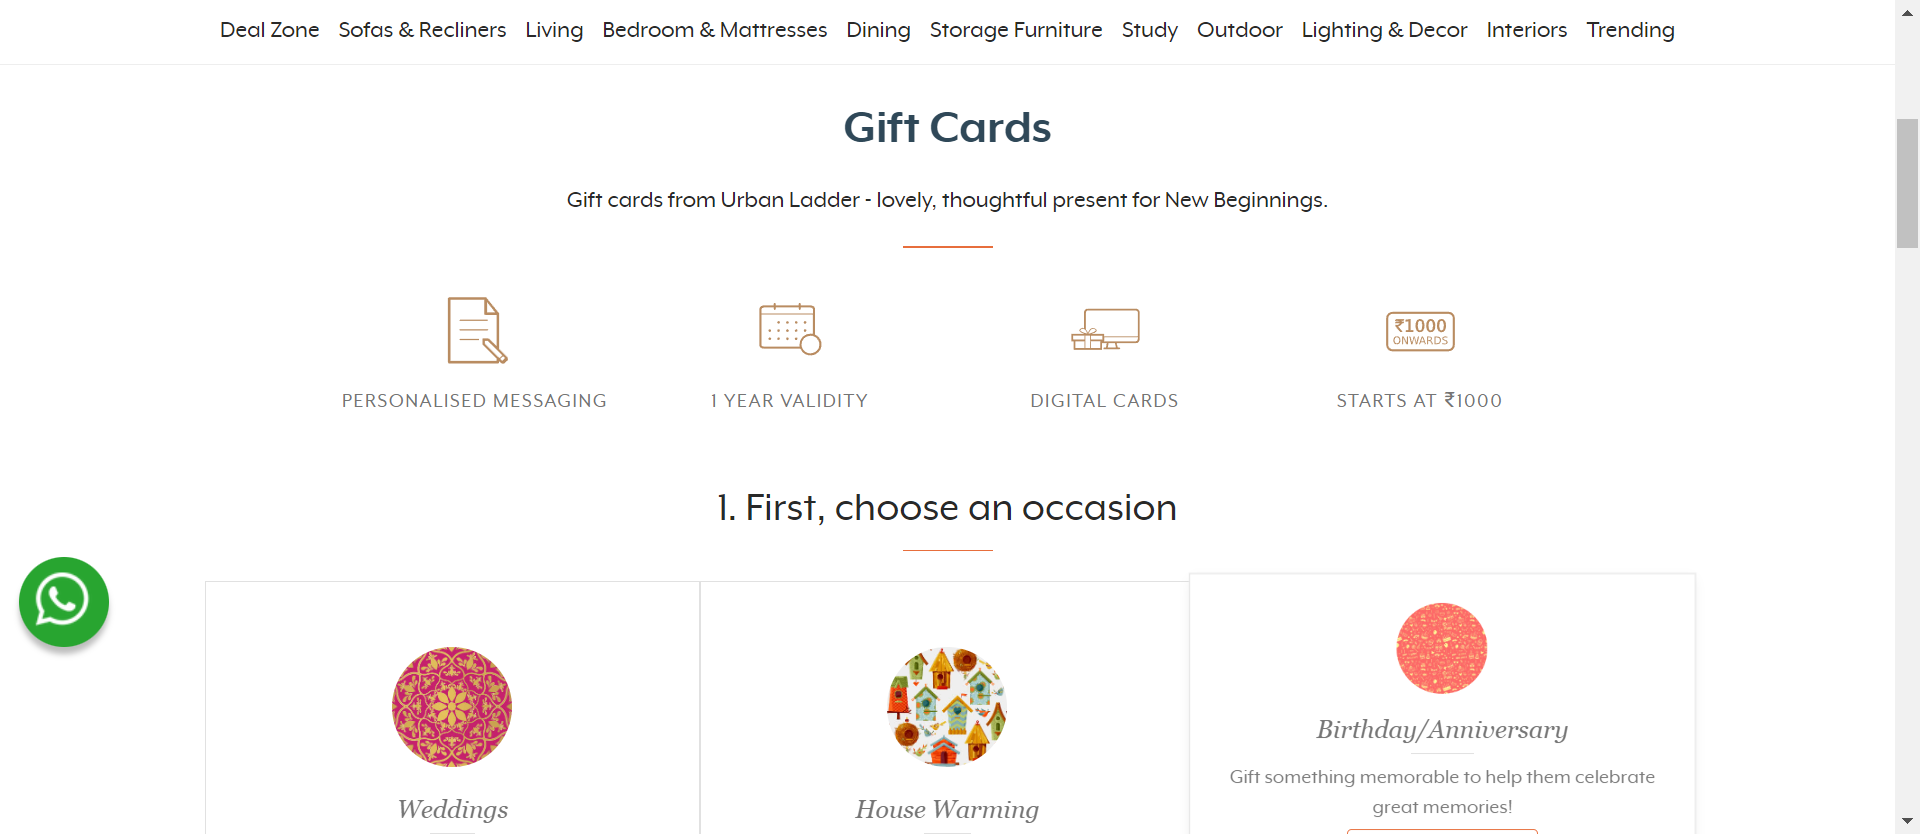 Deal Zone Sofas & Recliners Living Bedroom & Mattresses Dining Storage Furniture Study Outdoor Lighting & Decor Interiors Trending
Gift Cards
Gift cards from Urban Ladder - lovely, thoughtful present for New Beginnings.
₹1000
ONWARDS
PERSONALISED MESSAGING
1 YEAR VALIDITY
DIGITAL CARDS
STARTS AT ₹1000
1. First, choose an occasion
Weddings
House Warming
Birthday/Anniversary
Gift something memorable to help them celebrate
great memories!